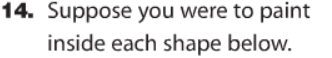 14. Suppose you were to paint
inside each shape below.